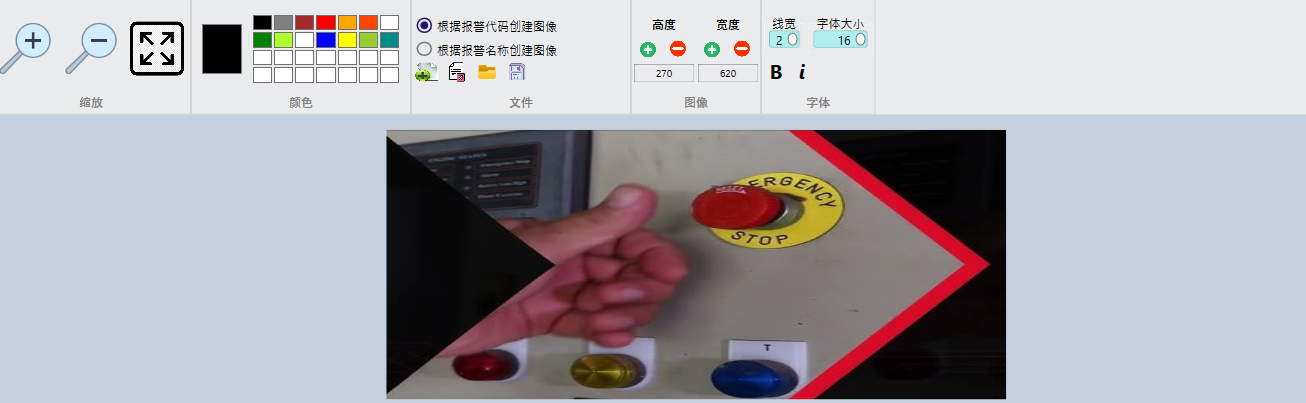 根据报警代码创建图像
根据报警名称创建图像
高度
宽度
线宽
字体大小
2
16
270
620
B i
缩放
颜色
文件
图像
字体
ERGENCY
STOP
T